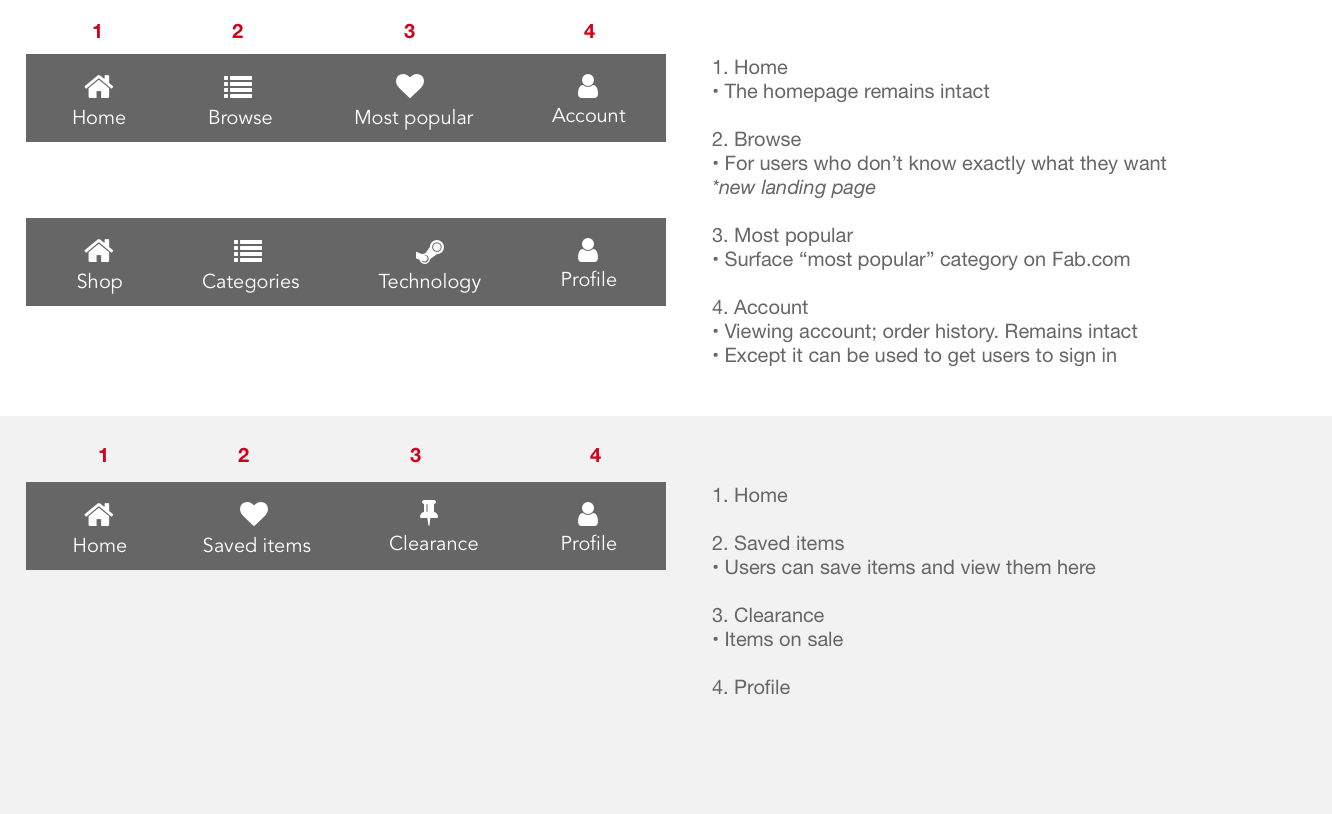 1 2 3 4
Home Browse Most popular Account
Shop Categories Technology Profile
1. Home
• The homepage remains intact
2. Browse
• For users who don’t know exactly what they want
*new landing page
3. Most popular
• Surface “most popular” category on Fab.com
4. Account
• Viewing account; order history. Remains intact
• Except it can be used to get users to sign in
1 2 3 4
Home Saved items Clearance Profile
1. Home
2. Saved items
• Users can save items and view them here
3. Clearance
• Items on sale
4. Profile